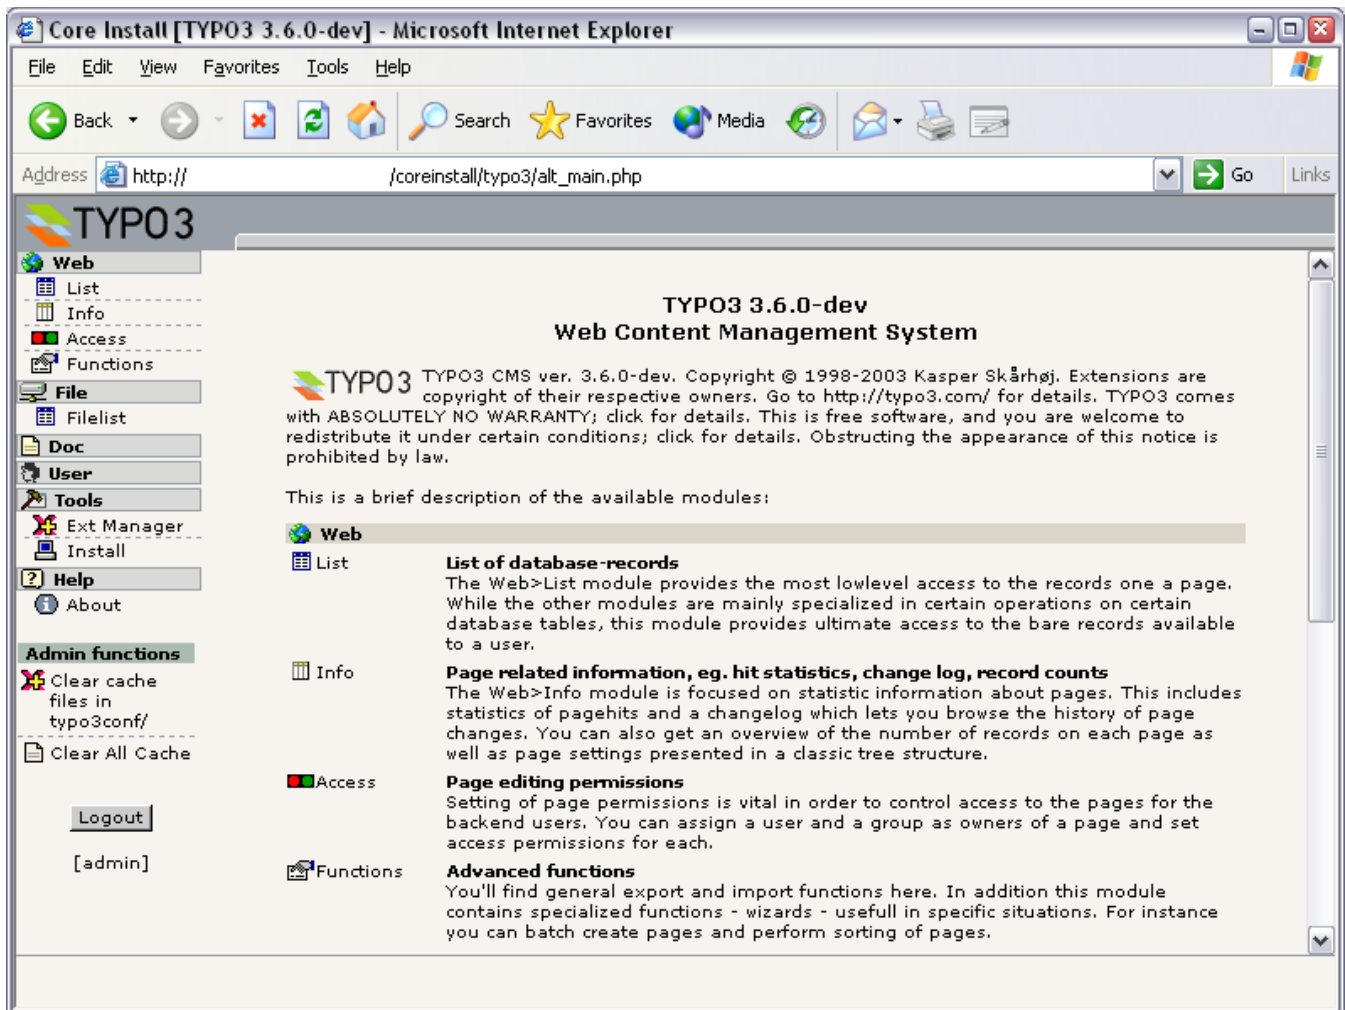 Core Install [TYPO3 3.6.0-dev] - Microsoft Internet Explorer
File Edit View Favorites Tools Help
Back Search Favorites Media
Address http:// /coreinstall/typo3/alt_main.php Go Links
TYPO3
Web
List
Info
Access
Functions
File
Filelist
Doc
User
Tools
Ext Manager
Install
Help
About
Admin functions
Clear cache
files in
typo3conf/
Clear All Cache
Logout
[admin]
TYPO3 3.6.0-dev
Web Content Management System
TYPO3 TYPO3 CMS ver. 3.6.0-dev. Copyright © 1998-2003 Kasper Skårhøj. Extensions are
copyright of their respective owners. Go to http://typo3.com/ for details. TYPO3 comes
with ABSOLUTELY NO WARRANTY; click for details. This is free software, and you are welcome to
redistribute it under certain conditions; click for details. Obstructing the appearance of this notice is
prohibited by law.
This is a brief description of the available modules:
Web
List List of database-records
The Web>List module provides the most lowlevel access to the records one a page.
While the other modules are mainly specialized in certain operations on certain
database tables, this module provides ultimate access to the bare records available
to a user.
Info Page related information, eg. hit statistics, change log, record counts
The Web>Info module is focused on statistic information about pages. This includes
statistics of pagehits and a changelog which lets you browse the history of page
changes. You can also get an overview of the number of records on each page as
well as page settings presented in a classic tree structure.
Access Page editing permissions
Setting of page permissions is vital in order to control access to the pages for the
backend users. You can assign a user and a group as owners of a page and set
access permissions for each.
Functions Advanced functions
You'll find general export and import functions here. In addition this module
contains specialized functions - wizards - usefull in specific situations. For instance
you can batch create pages and perform sorting of pages.